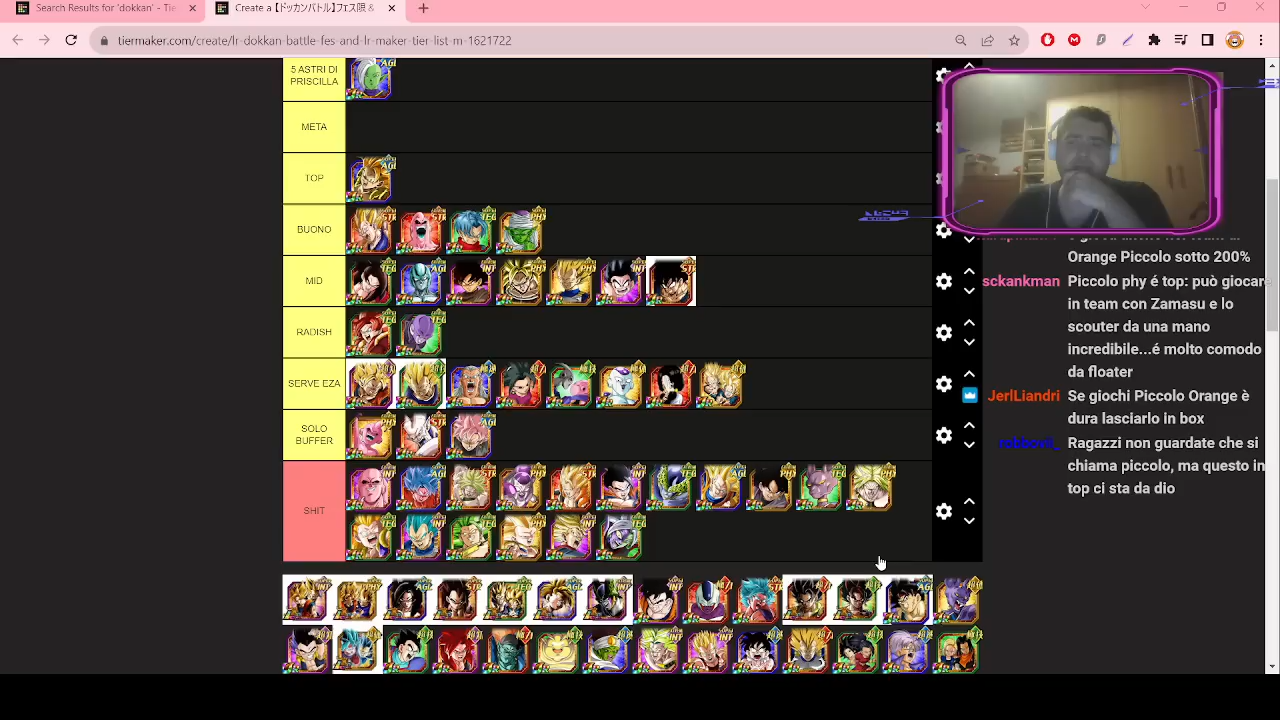 Search Results for 'dokkan' - Tier
Create a 【ドッカンバトル】フェス限 &
tiermaker.com/create/lr-dokkan-battle-fes-and-lr-maker-tier-list-m-1621722
5 ASTRI DI
PRISCILLA
META
TOP
BUONO
MID
RADISH
SERVE EZA
SOLO
BUFFER
SHIT
Orange Piccolo sotto 200%
sckankman Piccolo phy é top: può giocare
in team con Zamasu e lo
scouter da una mano
incredibile...é molto comodo
da floater
JerlLiandri Se giochi Piccolo Orange è
dura lasciarlo in box
Ragazzi non guardate che si
chiama piccolo, ma questo in
top ci sta da dio